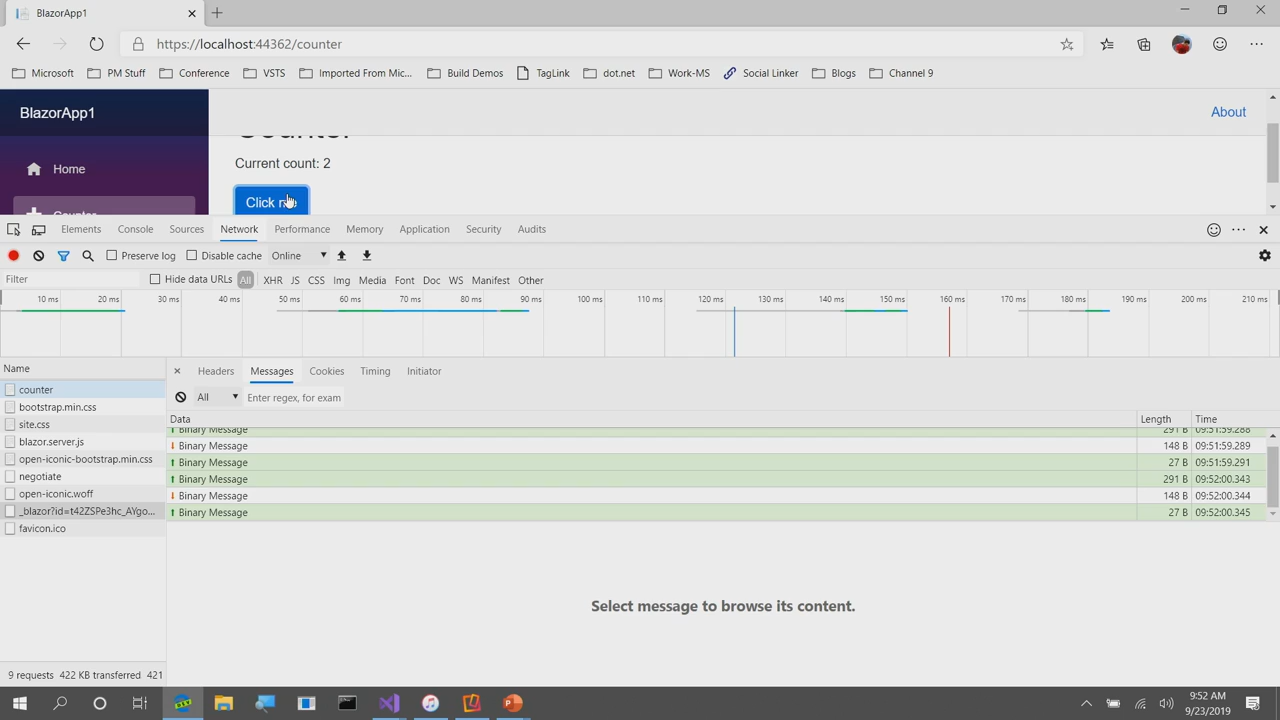 BlazorApp1
https://localhost:44362/counter
Microsoft PM Stuff Conference VSTS Imported From Mic... Build Demos TagLink dot.net Work-MS Social Linker Blogs Channel 9
BlazorApp1
About
Counter
Home
Current count: 2
Counter
Click me
Elements Console Sources Network Performance Memory Application Security Audits
Preserve log Disable cache Online
Filter Hide data URLs All XHR JS CSS Img Media Font Doc WS Manifest Other
10 ms 20 ms 30 ms 40 ms 50 ms 60 ms 70 ms 80 ms 90 ms 100 ms 110 ms 120 ms 130 ms 140 ms 150 ms 160 ms 170 ms 180 ms 190 ms 200 ms 210 ms
Name Headers Messages Cookies Timing Initiator
counter
All Enter regex, for exam
bootstrap.min.css
Data Length Time
site.css
Binary Message 291 B 09:51:59.288
blazor.server.js
Binary Message 148 B 09:51:59.289
open-iconic-bootstrap.min.css
Binary Message 27 B 09:51:59.291
negotiate
Binary Message 291 B 09:52:00.343
open-iconic.woff
Binary Message 148 B 09:52:00.344
_blazor?id=t42ZSPe3hc_AYgo...
Binary Message 27 B 09:52:00.345
favicon.ico
Select message to browse its content.
9 requests 422 KB transferred 421
9:52 AM
9/23/2019